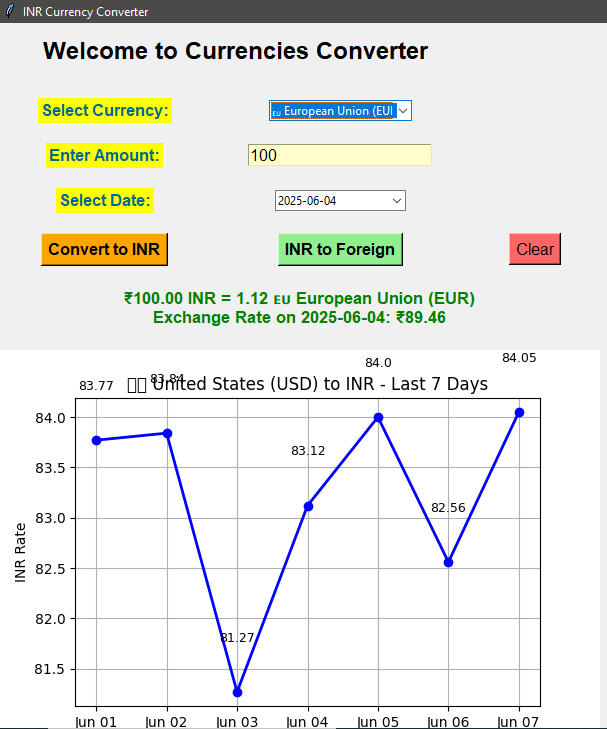 INR Currency Converter
Welcome to Currencies Converter
Select Currency:
EU European Union (EUI
Enter Amount:
100
Select Date:
2025-06-04
Convert to INR
INR to Foreign
Clear
₹100.00 INR = 1.12 EU European Union (EUR)
Exchange Rate on 2025-06-04: ₹89.46
United States (USD) to INR - Last 7 Days
83.77
83.84
81.27
83.12
84.0
82.56
84.05
INR Rate
84.0
83.5
83.0
82.5
82.0
81.5
Jun 01
Jun 02
Jun 03
Jun 04
Jun 05
Jun 06
Jun 07